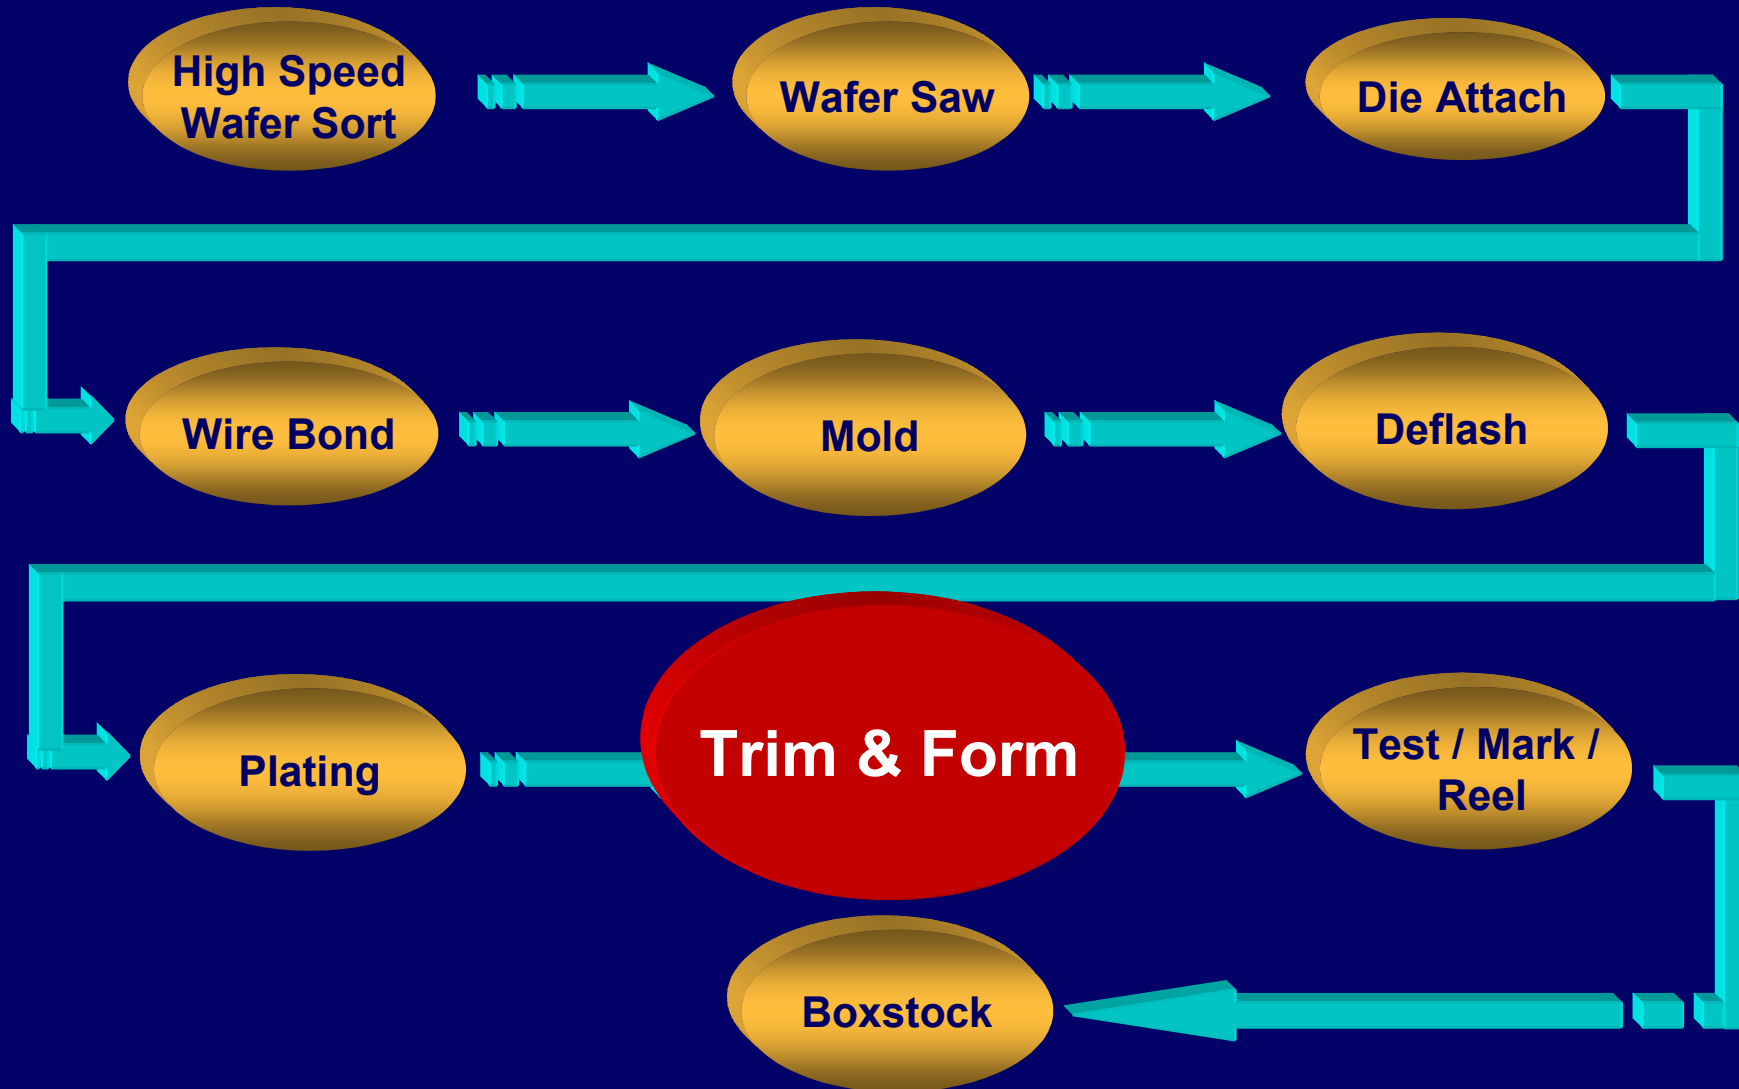 High Speed
Wafer Sort
Wafer Saw
Die Attach
Wire Bond
Mold
Deflash
Plating
Trim & Form
Test / Mark /
Reel
Boxstock